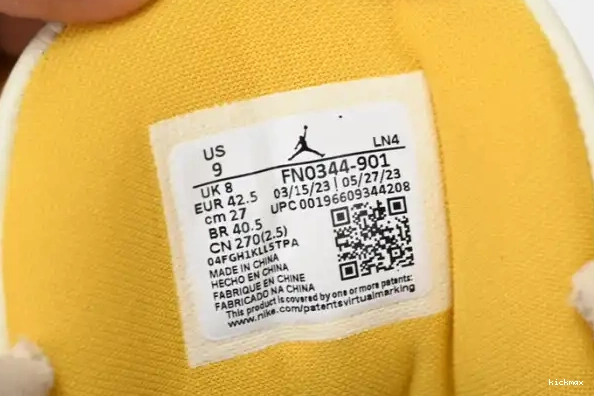 US
9
LN4
UK 8
FN0344-901
EUR 42.5
03/15/23 | 05/27/23
cm 27
UPC 00196609344208
BR 40.5
CN 270(2.5)
04FGH1KLL5TPA
MADE IN CHINA
HECHO EN CHINA
FABRIQUE EN CHINE
FABRICADO NA CHINA
This product is covered by one or more patents:
www.nike.com/patentsvirtualmarking
kickmax